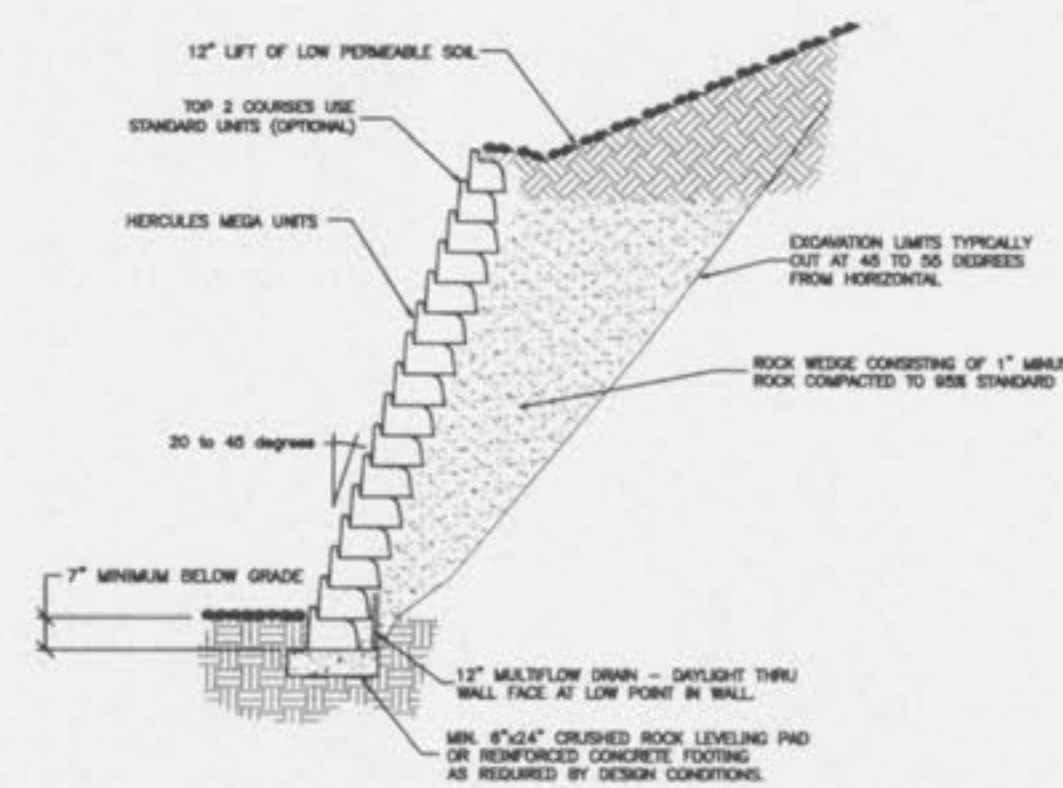 12" LIFT OF LOW PERMEABLE SOIL
TOP 2 COURSES USE
STANDARD UNITS (OPTIONAL)
HERCULES MEGA UNITS
EXCAVATION LIMITS TYPICALLY
CUT AT 45 TO 55 DEGREES
FROM HORIZONTAL
ROCK WEDGE CONSISTING OF 1" MINUS
ROCK COMPACTED TO 95% STANDARD
20 to 45 degrees
7" MINIMUM BELOW GRADE
12" MULTIFLOW DRAIN - DAYLIGHT THRU
WALL FACE AT LOW POINT IN WALL.
MIN. 6"x24" CRUSHED ROCK LEVELING PAD
OR REINFORCED CONCRETE FOOTING
AS REQUIRED BY DESIGN CONDITIONS.